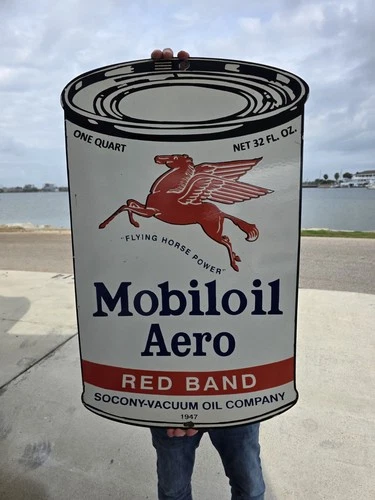 ONE QUART
NET 32 FL. OZ.
"FLYING HORSE POWER"
Mobiloil
Aero
RED BAND
SOCONY-VACUUM OIL COMPANY
1947